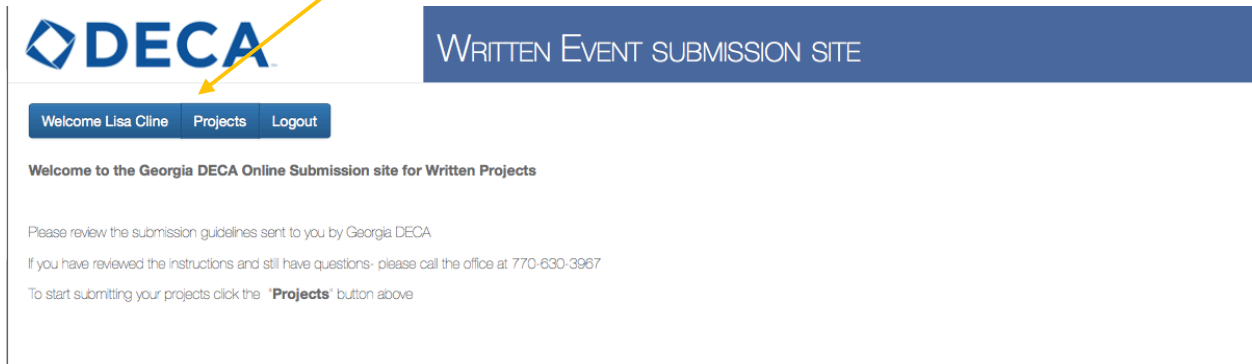 DECA
WRITTEN EVENT SUBMISSION SITE
Welcome Lisa Cline Projects Logout
Welcome to the Georgia DECA Online Submission site for Written Projects
Please review the submission guidelines sent to you by Georgia DECA
If you have reviewed the instructions and still have questions- please call the office at 770-630-3967
To start submitting your projects click the "Projects" button above